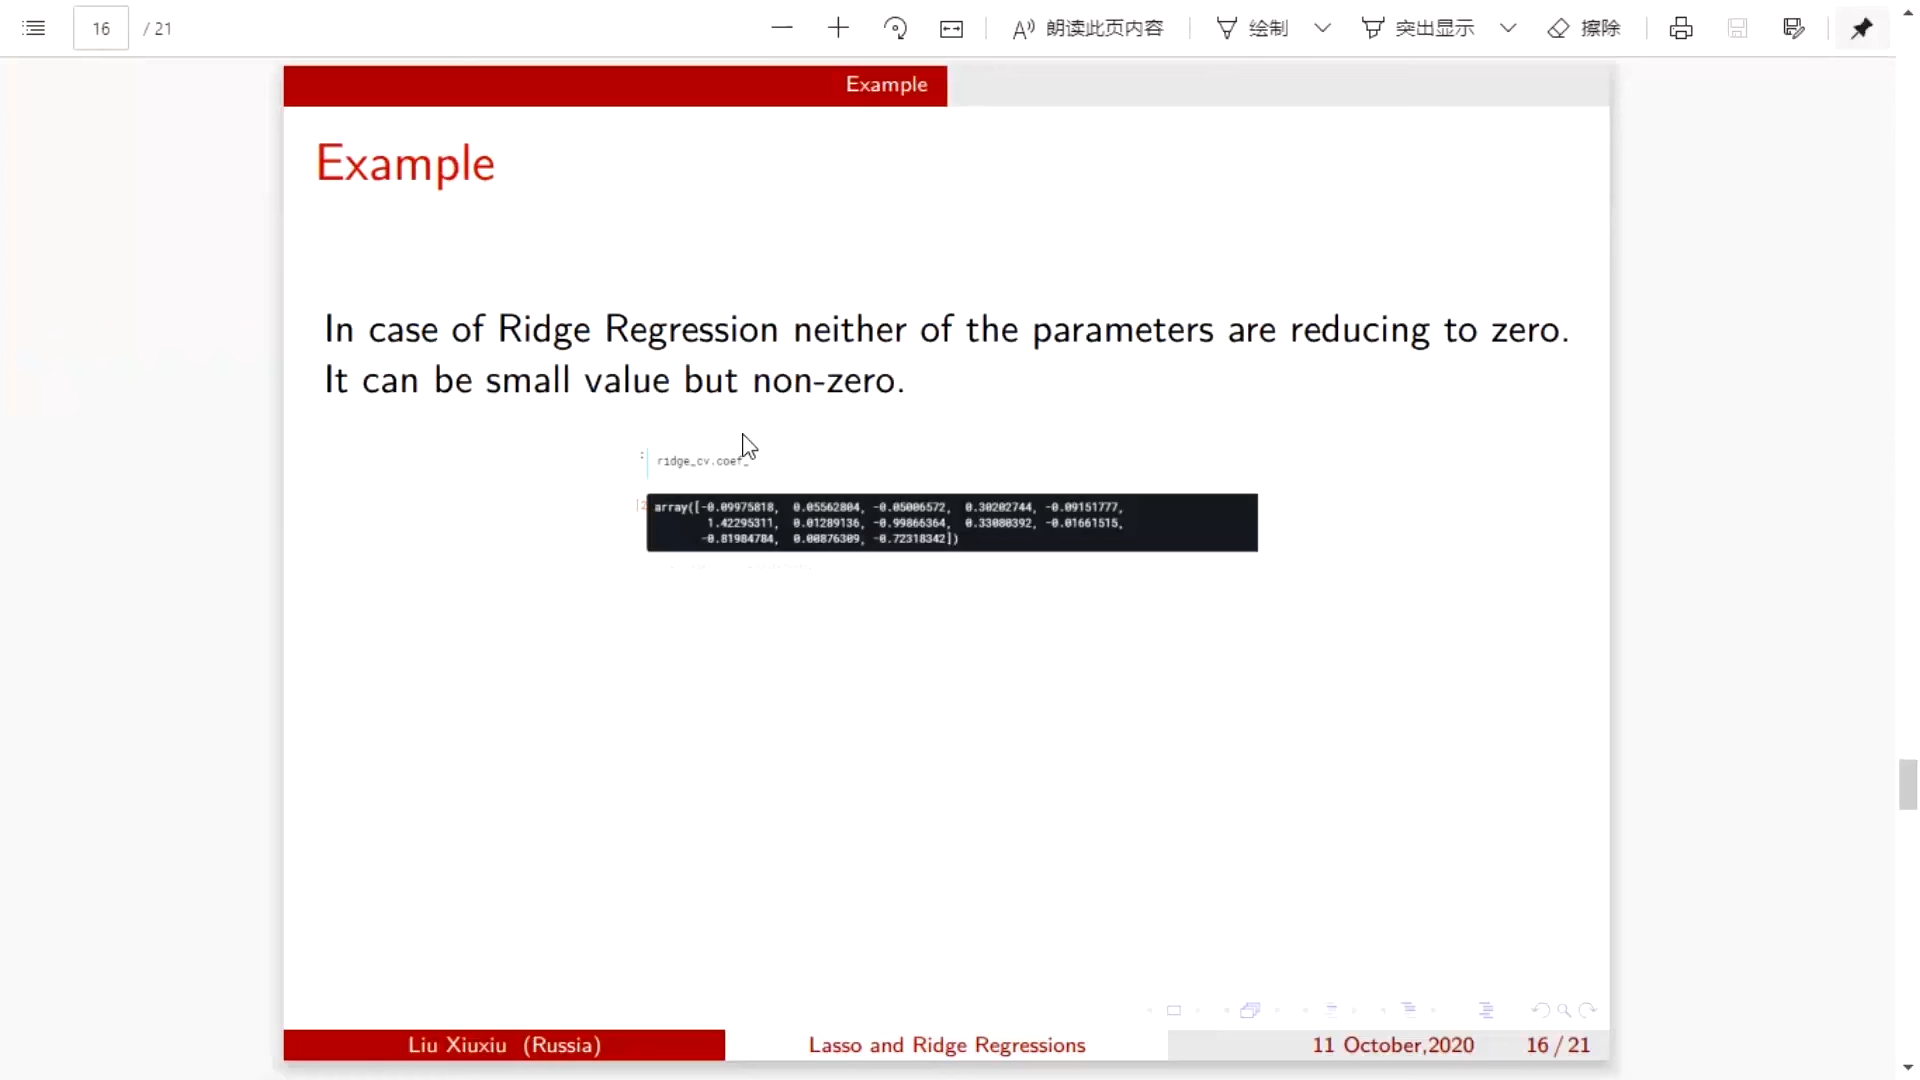 16 / 21
朗读此页内容
绘制
突出显示
擦除
Example
Example
In case of Ridge Regression neither of the parameters are reducing to zero.
It can be small value but non-zero.
ridge_cv.coef_
array([-0.09975818, 0.05562804, -0.05006572, 0.30202744, -0.09151777,
1.42295311, 0.01289136, -0.99866364, 0.33080392, -0.01661515,
-0.81984784, 0.00876309, -0.72318342])
Liu Xiuxiu (Russia)
Lasso and Ridge Regressions
11 October,2020
16 / 21